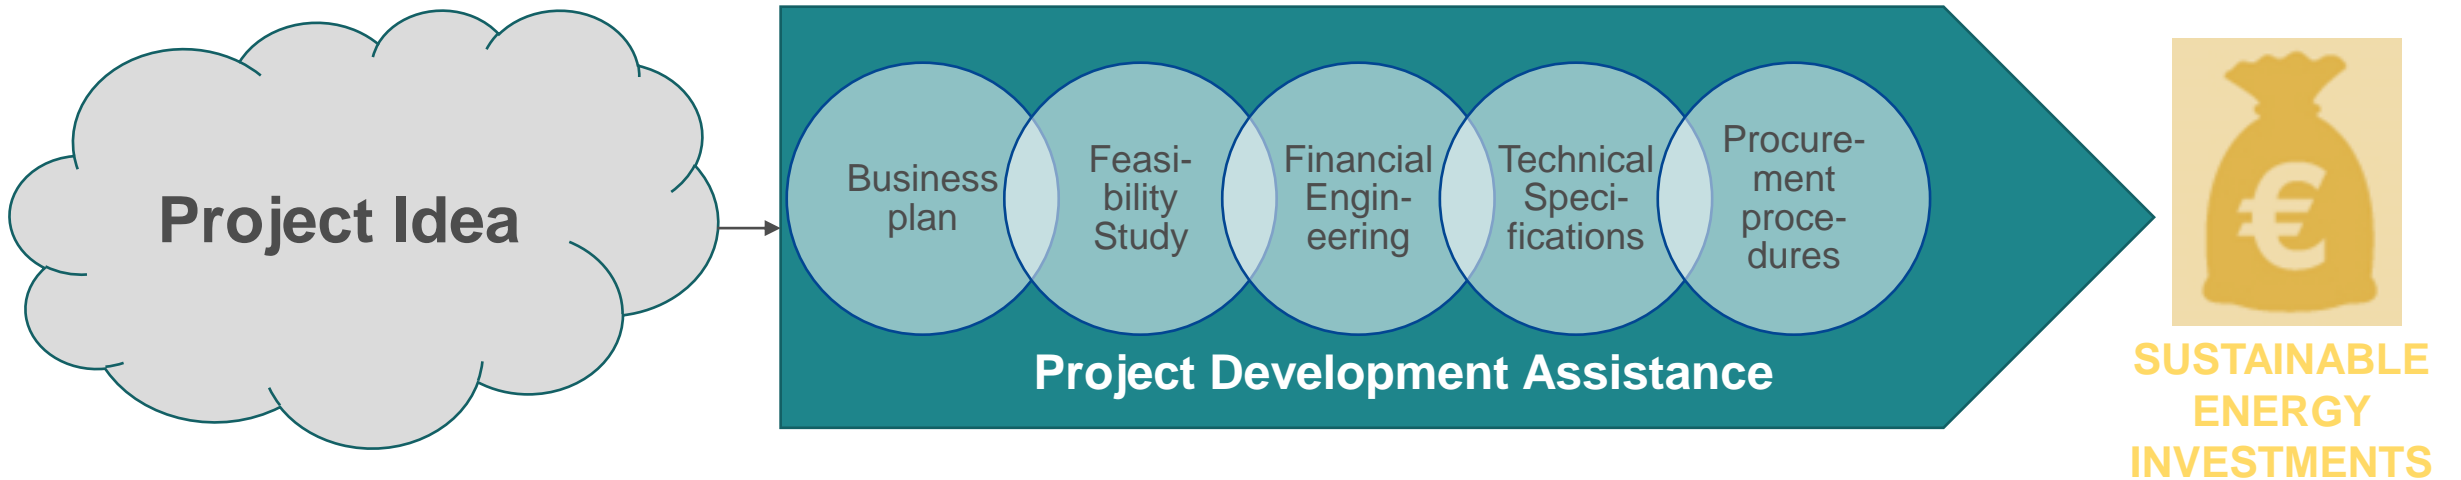 Project Idea
Business
plan
Feasi-
bility
Study
Financial
Engin-
eering
Technical
Speci-
fications
Procure-
ment
proce-
dures
Project Development Assistance
€
SUSTAINABLE
ENERGY
INVESTMENTS